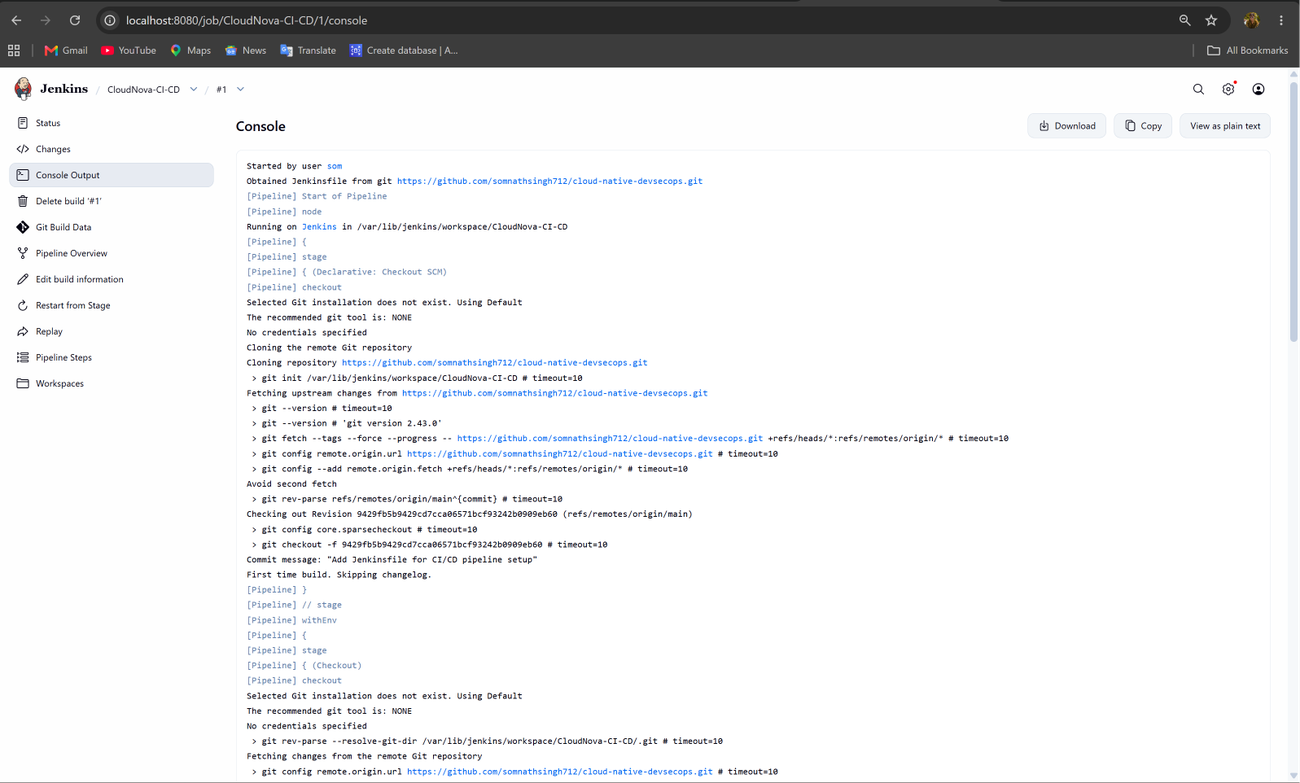 localhost:8080/job/CloudNova-CI-CD/1/console
Gmail YouTube Maps News Translate Create database | A...
All Bookmarks
Jenkins / CloudNova-CI-CD / #1
Status
Changes
Console Output
Delete build '#1'
Git Build Data
Pipeline Overview
Edit build information
Restart from Stage
Replay
Pipeline Steps
Workspaces
Console
Download
Copy
View as plain text
Started by user som
Obtained Jenkinsfile from git https://github.com/somnathsingh712/cloud-native-devsecops.git
[Pipeline] Start of Pipeline
[Pipeline] node
Running on Jenkins in /var/lib/jenkins/workspace/CloudNova-CI-CD
[Pipeline] {
[Pipeline] stage
[Pipeline] { (Declarative: Checkout SCM)
[Pipeline] checkout
Selected Git installation does not exist. Using Default
The recommended git tool is: NONE
No credentials specified
Cloning the remote Git repository
Cloning repository https://github.com/somnathsingh712/cloud-native-devsecops.git
> git init /var/lib/jenkins/workspace/CloudNova-CI-CD # timeout=10
Fetching upstream changes from https://github.com/somnathsingh712/cloud-native-devsecops.git
> git --version # timeout=10
> git --version # 'git version 2.43.0'
> git fetch --tags --force --progress -- https://github.com/somnathsingh712/cloud-native-devsecops.git +refs/heads/*:refs/remotes/origin/* # timeout=10
> git config remote.origin.url https://github.com/somnathsingh712/cloud-native-devsecops.git # timeout=10
> git config --add remote.origin.fetch +refs/heads/*:refs/remotes/origin/* # timeout=10
Avoid second fetch
> git rev-parse refs/remotes/origin/main^{commit} # timeout=10
Checking out Revision 9429fb5b9429cd7cca06571bcf93242b0909eb60 (refs/remotes/origin/main)
> git config core.sparsecheckout # timeout=10
> git checkout -f 9429fb5b9429cd7cca06571bcf93242b0909eb60 # timeout=10
Commit message: "Add Jenkinsfile for CI/CD pipeline setup"
First time build. Skipping changelog.
[Pipeline] }
[Pipeline] // stage
[Pipeline] withEnv
[Pipeline] {
[Pipeline] stage
[Pipeline] { (Checkout)
[Pipeline] checkout
Selected Git installation does not exist. Using Default
The recommended git tool is: NONE
No credentials specified
> git rev-parse --resolve-git-dir /var/lib/jenkins/workspace/CloudNova-CI-CD/.git # timeout=10
Fetching changes from the remote Git repository
> git config remote.origin.url https://github.com/somnathsingh712/cloud-native-devsecops.git # timeout=10